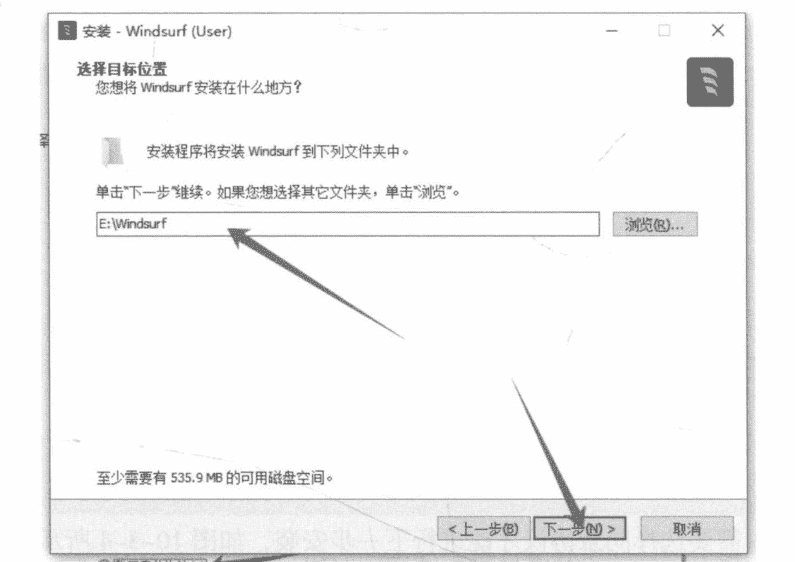 安装 - Windsurf (User)
选择目标位置
您想将 Windsurf 安装在什么地方?
安装程序将安装 Windsurf 到下列文件夹中。
单击"下一步"继续。如果您想选择其它文件夹,单击"浏览"。
E:\Windsurf
浏览(R)...
至少需要有 535.9 MB 的可用磁盘空间。
<上一步(B)
下一步(N) >
取消